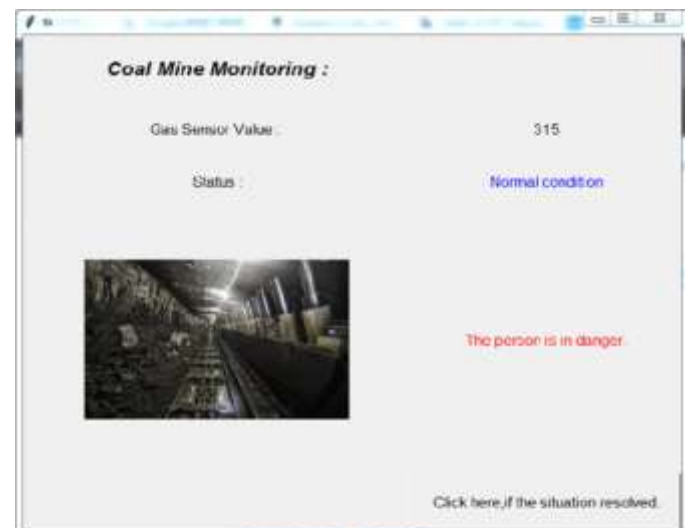 Coal Mine Monitoring :
Gas Sensor Value : 315
Status : Normal condition
The person is in danger.
Click here,if the situation resolved.